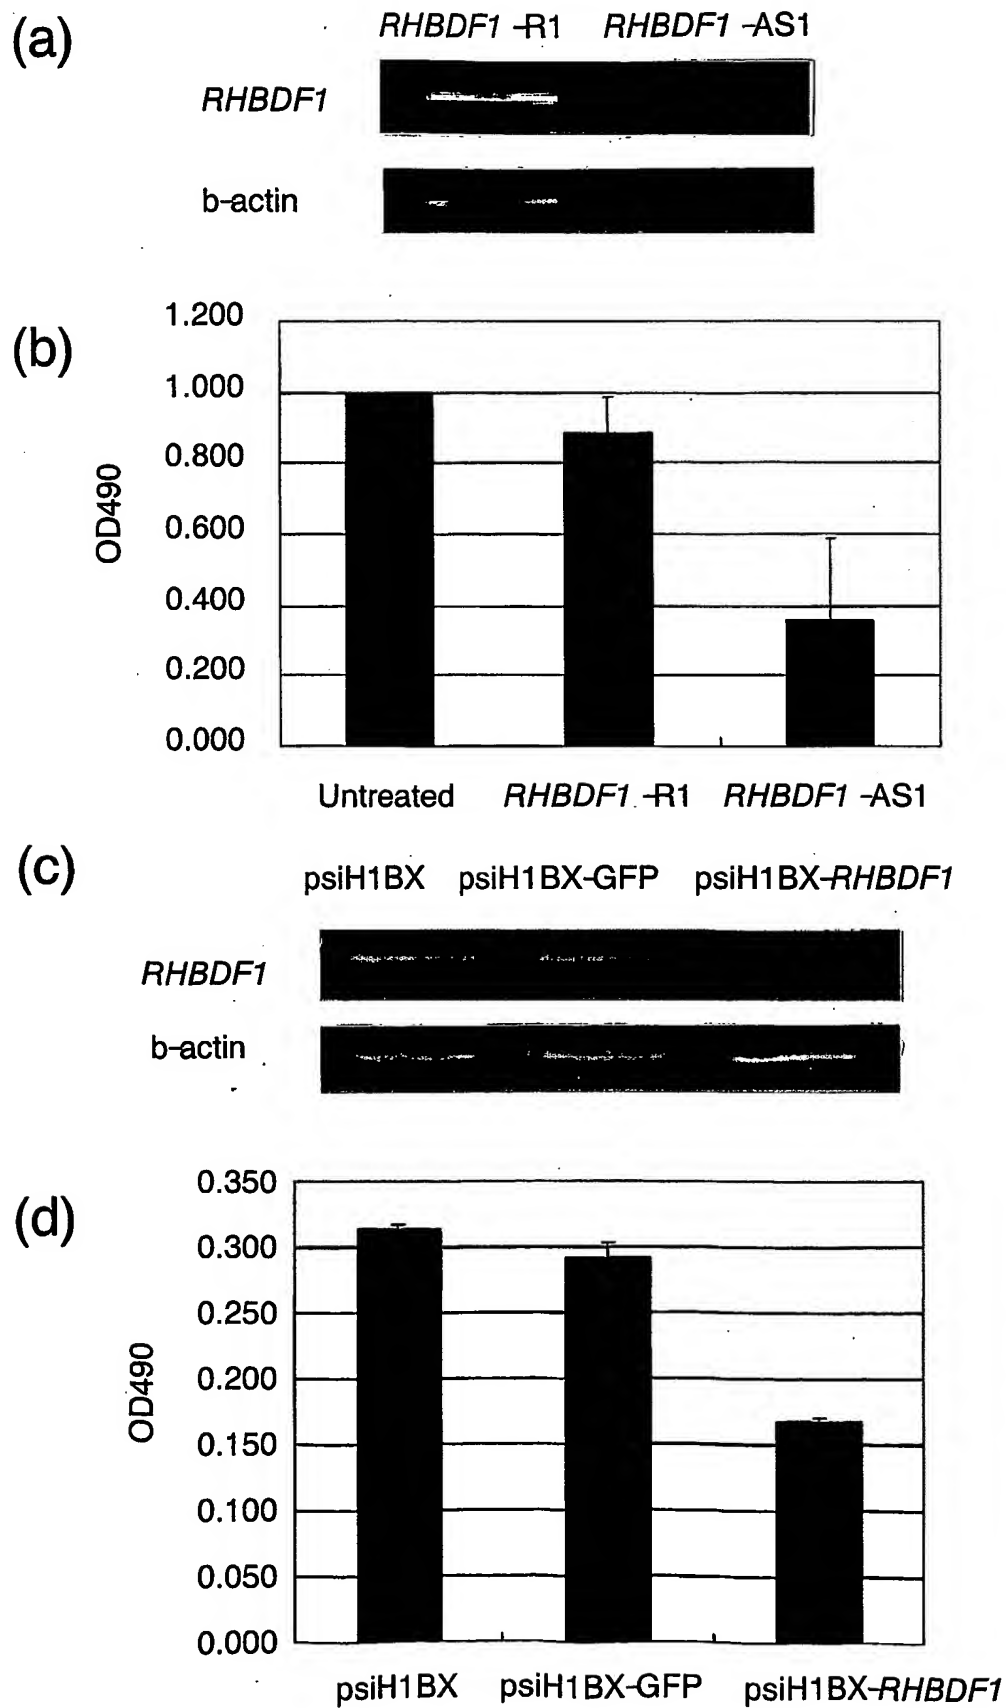 (a)
RHBDF1 -R1 RHBDF1 -AS1
RHBDF1
b-actin
(b)
1.200
1.000
0.800
0.600
0.400
0.200
0.000
OD490
Untreated RHBDF1 -R1 RHBDF1 -AS1
(c)
psiH1BX psiH1BX-GFP psiH1BX-RHBDF1
RHBDF1
b-actin
(d)
0.350
0.300
0.250
0.200
0.150
0.100
0.050
0.000
OD490
psiH1BX psiH1BX-GFP psiH1BX-RHBDF1